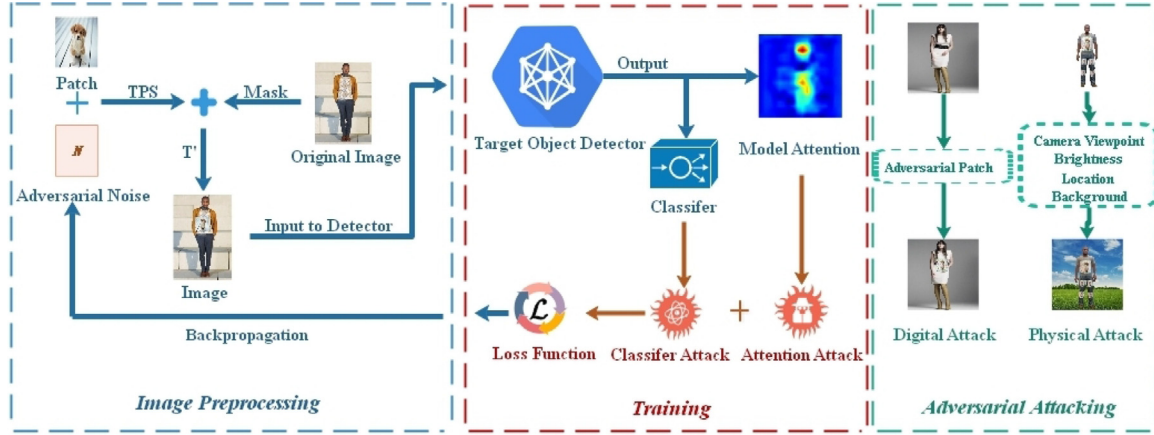 Patch
TPS
Mask
N
T'
Original Image
Adversarial Noise
Input to Detector
Image
Backpropagation
Image Preprocessing
Output
Target Object Detector
Model Attention
Classifer
L
Loss Function
Classifer Attack
Attention Attack
Training
Adversarial Patch
Camera Viewpoint
Brightness
Location
Background
Digital Attack
Physical Attack
Adversarial Attacking